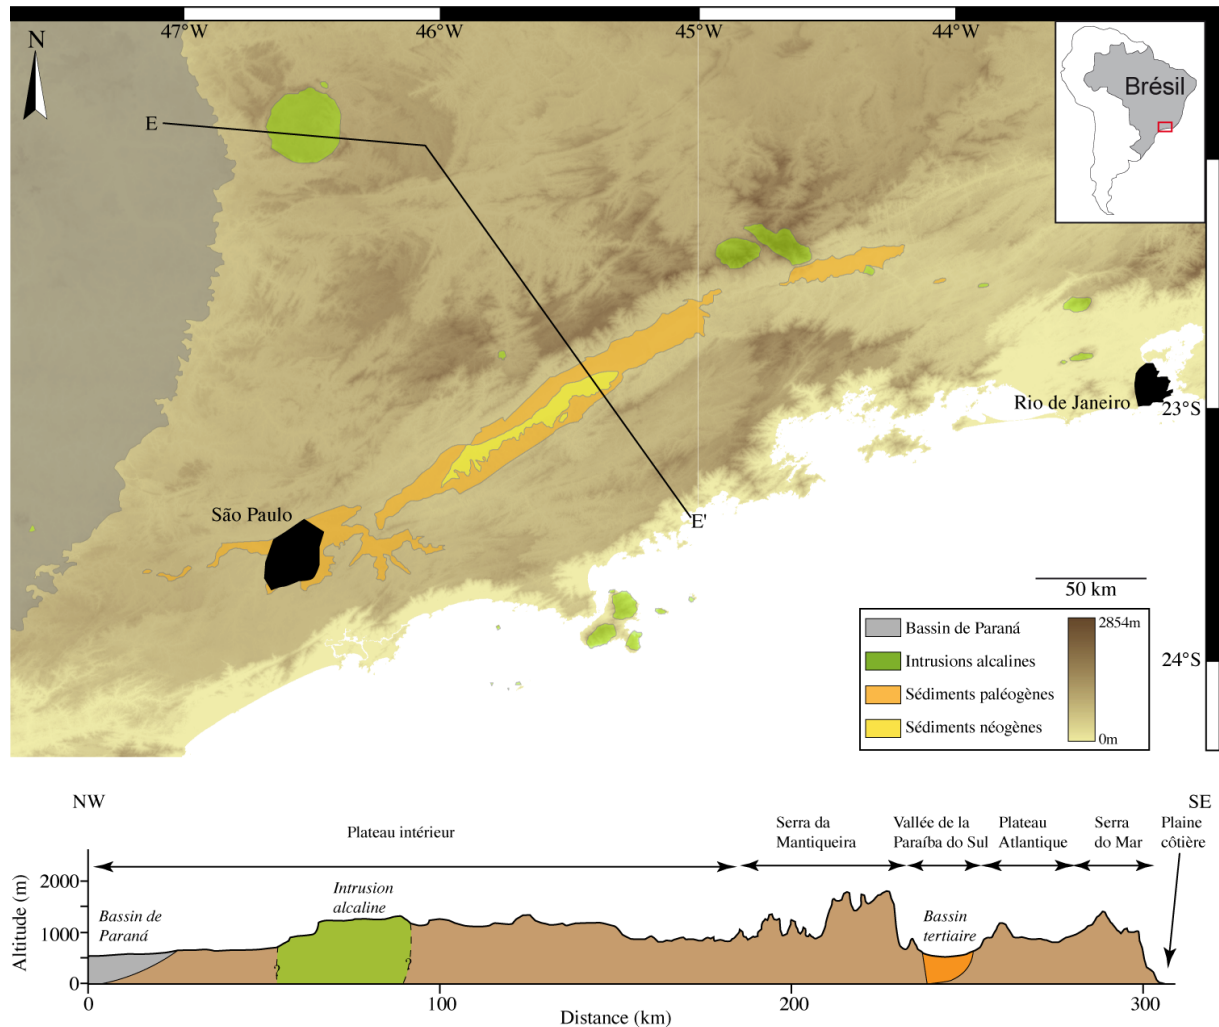 47°W 46°W 45°W 44°W
N
Brésil
E
Rio de Janeiro
23°S
São Paulo
E'
50 km
Bassin de Paraná
Intrusions alcalines
Sédiments paléogènes
Sédiments néogènes
2854m
0m
24°S
NW
SE
Plateau intérieur
Serra da
Mantiqueira
Vallée de la
Paraíba do Sul
Plateau
Atlantique
Serra
do Mar
Plaine
côtière
Altitude (m)
2000
1000
0
Bassin de
Paraná
Intrusion
alcaline
?
?
Bassin
tertiaire
0 100 200 300
Distance (km)